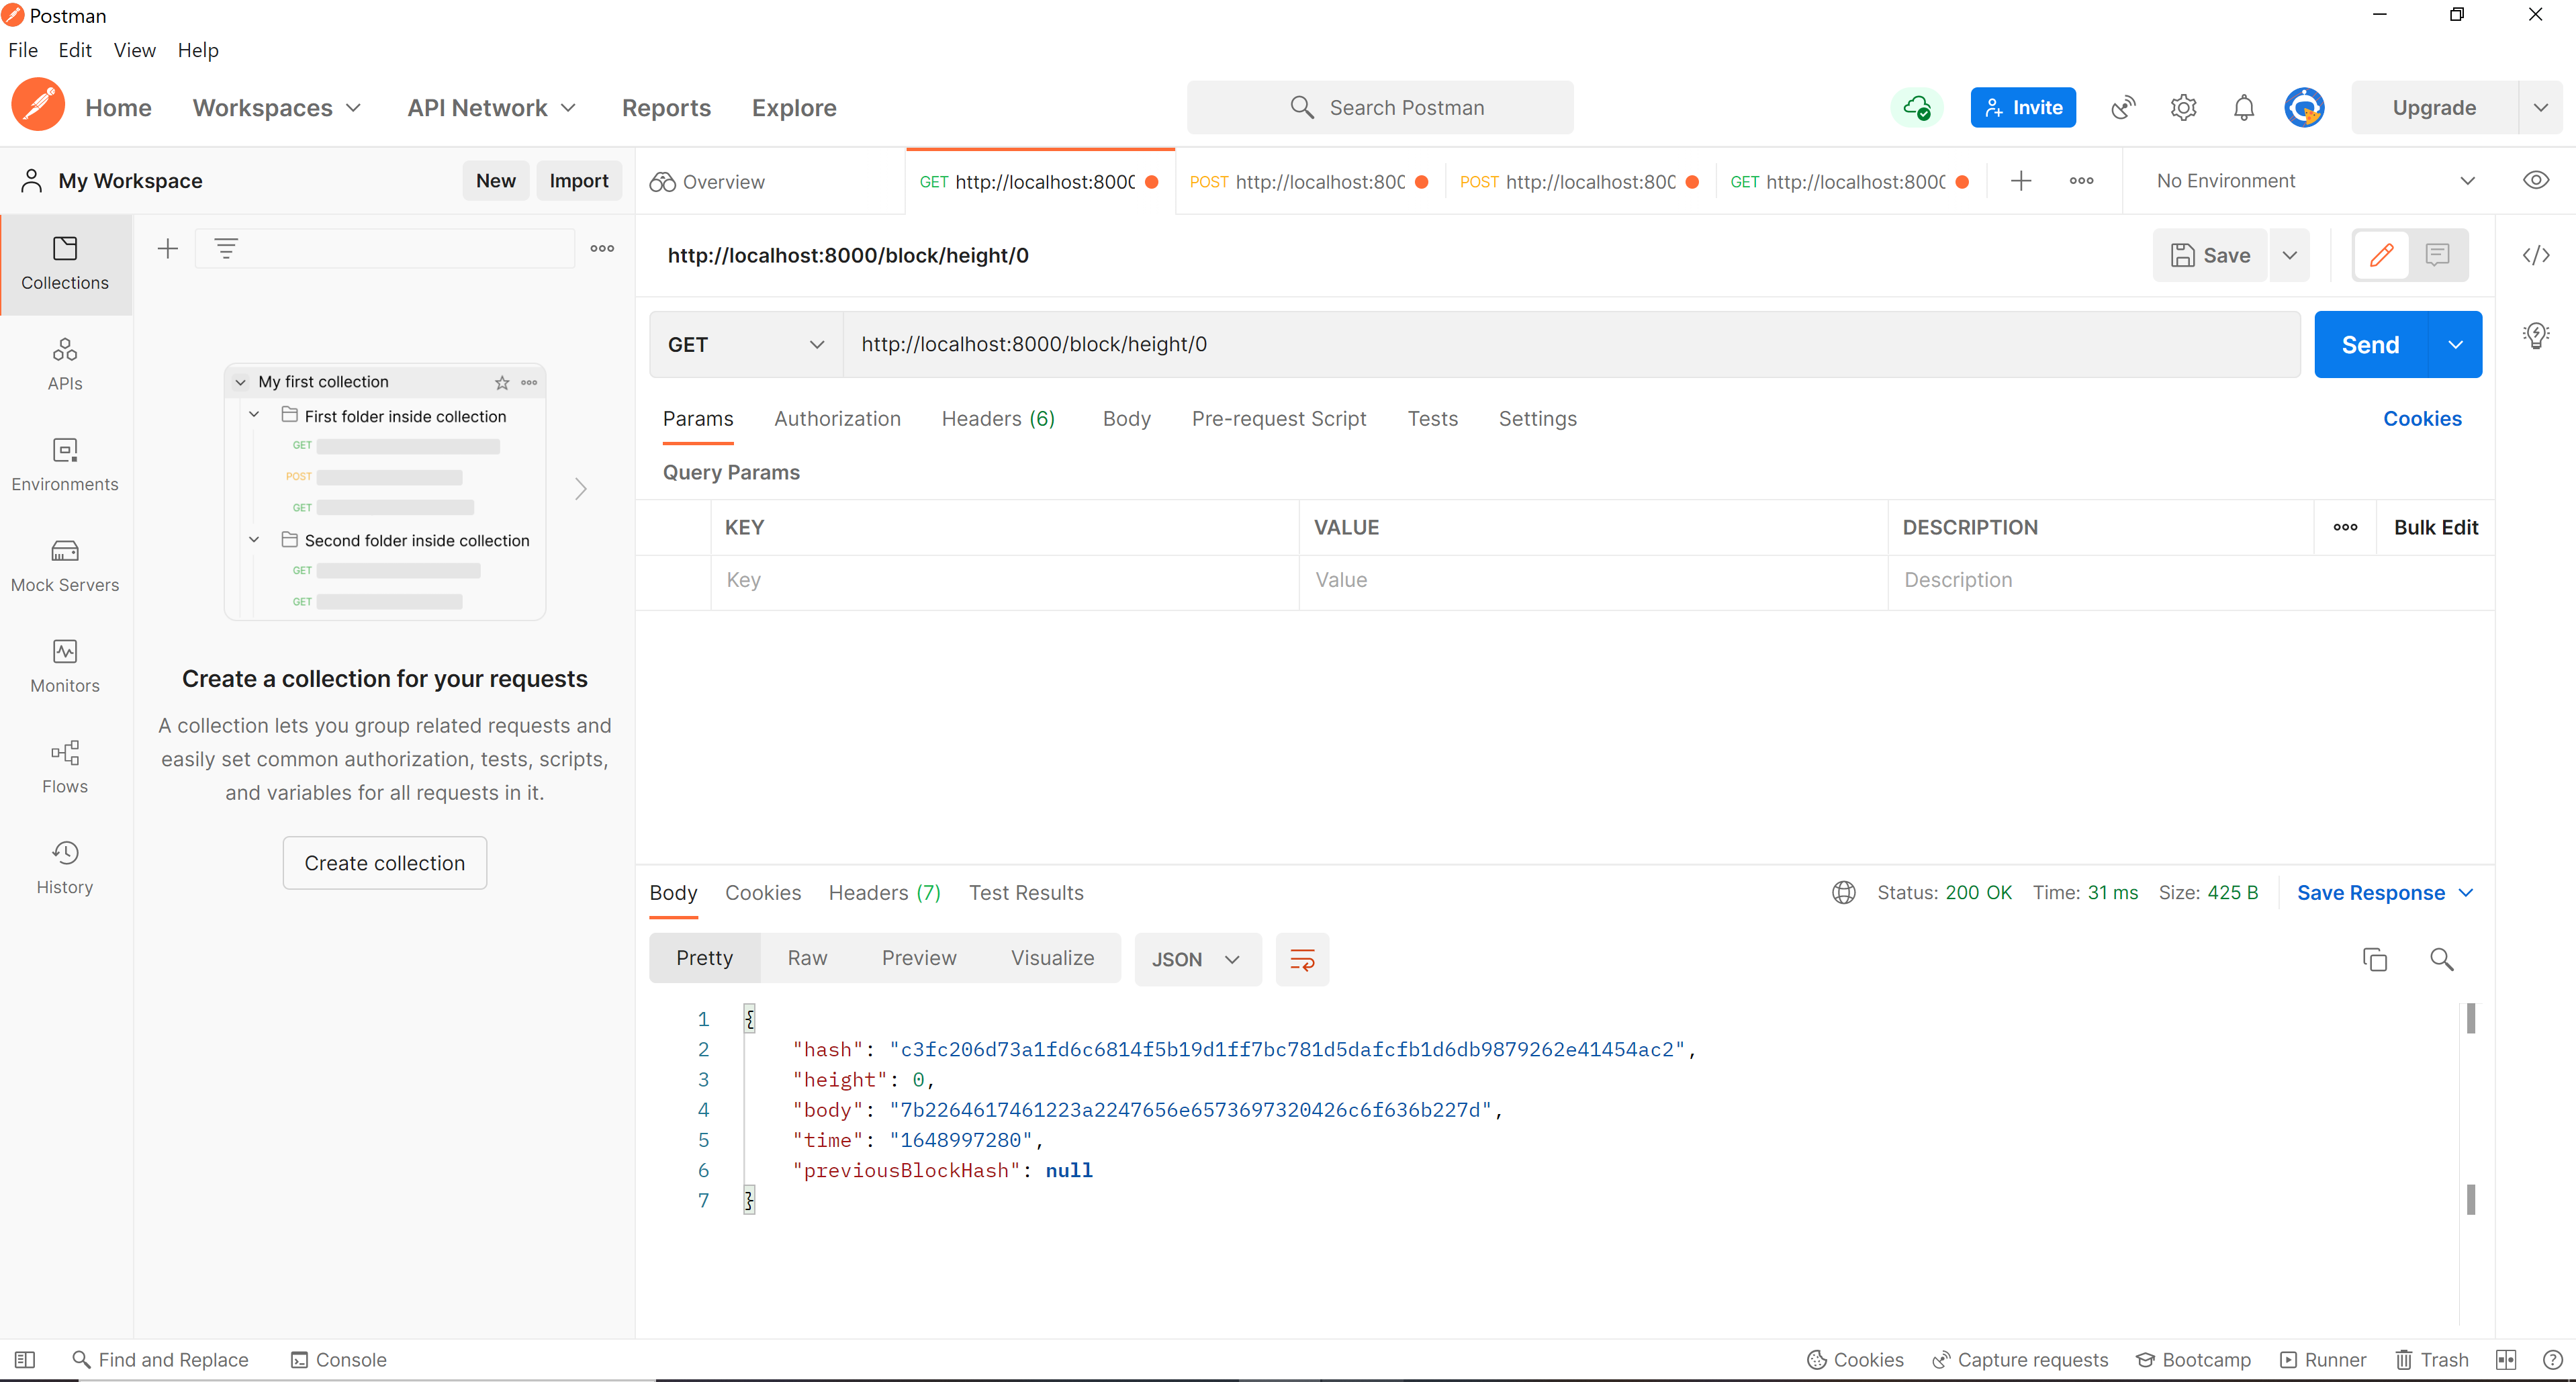 Postman
File Edit View Help
Home Workspaces API Network Reports Explore Search Postman Invite Upgrade
My Workspace New Import Overview GET http://localhost:800 POST http://localhost:80 POST http://localhost:80 GET http://localhost:800 No Environment
Collections
APIs
Environments
Mock Servers
Monitors
Flows
History
My first collection
First folder inside collection
GET
POST
GET
Second folder inside collection
GET
GET
Create a collection for your requests
A collection lets you group related requests and
easily set common authorization, tests, scripts,
and variables for all requests in it.
Create collection
http://localhost:8000/block/height/0 Save
GET http://localhost:8000/block/height/0 Send
Params Authorization Headers (6) Body Pre-request Script Tests Settings Cookies
Query Params
KEY VALUE DESCRIPTION Bulk Edit
Key Value Description
Body Cookies Headers (7) Test Results Status: 200 OK Time: 31 ms Size: 425 B Save Response
Pretty Raw Preview Visualize JSON
1 {
2 "hash": "c3fc206d73a1fd6c6814f5b19d1ff7bc781d5dafcfb1d6db9879262e41454ac2",
3 "height": 0,
4 "body": "7b2264617461223a2247656e6573697320426c6f636b227d",
5 "time": "1648997280",
6 "previousBlockHash": null
7 }
Find and Replace Console Cookies Capture requests Bootcamp Runner Trash